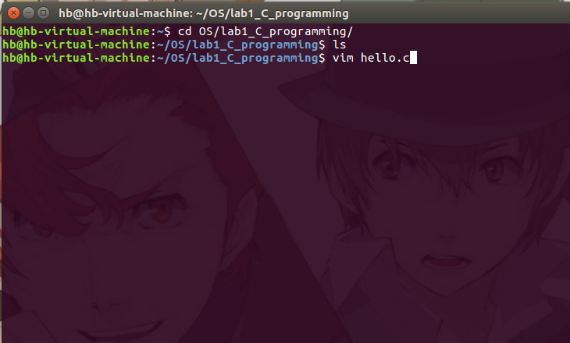 hb@hb-virtual-machine: ~/OS/lab1_C_programming
hb@hb-virtual-machine:~$ cd OS/lab1_C_programming/
hb@hb-virtual-machine:~/OS/lab1_C_programming$ ls
hb@hb-virtual-machine:~/OS/lab1_C_programming$ vim hello.c